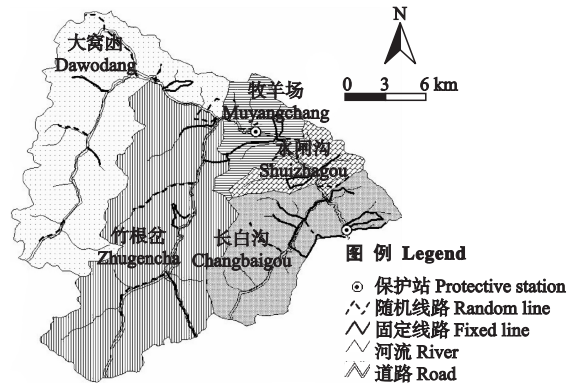 N
0 3 6 km
大窝凼
Dawodang
牧羊场
Muyangchang
水闸沟
Shuizhagou
竹根岔
Zhugencha
长白沟
Changbaigou
图 例 Legend
保护站 Protective station
随机线路 Random line
固定线路 Fixed line
河流 River
道路 Road